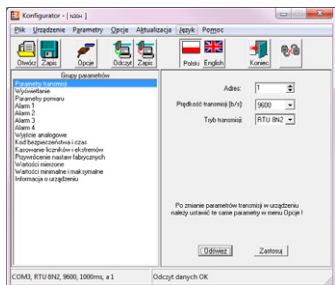 Konfigurator - [ N30H ]
Plik Urządzenie Parametry Opcje Aktualizacja Język Pomoc
Otwórz Zapis Opcje Odczyt Zapis Polski English Koniec
Grupy parametrów
Parametry transmisji
Wyświetlanie
Parametry pomiaru
Alarm 1
Alarm 2
Alarm 3
Alarm 4
Wyjście analogowe
Kod bezpieczeństwa i czas
Kasowanie liczników i ekstremów
Przywrócenie nastaw fabrycznych
Wartości mierzone
Wartości minimalne i maksymalne
Informacja o urządzeniu
Adres: 1
Prędkość transmisji [b/s]: 9600
Tryb transmisji: RTU 8N2
Po zmianie parametrów transmisji w urządzeniu
należy ustawić te same parametry w menu Opcje !
Odśwież Zastosuj
COM3, RTU 8N2, 9600, 1000ms, a 1 Odczyt danych OK